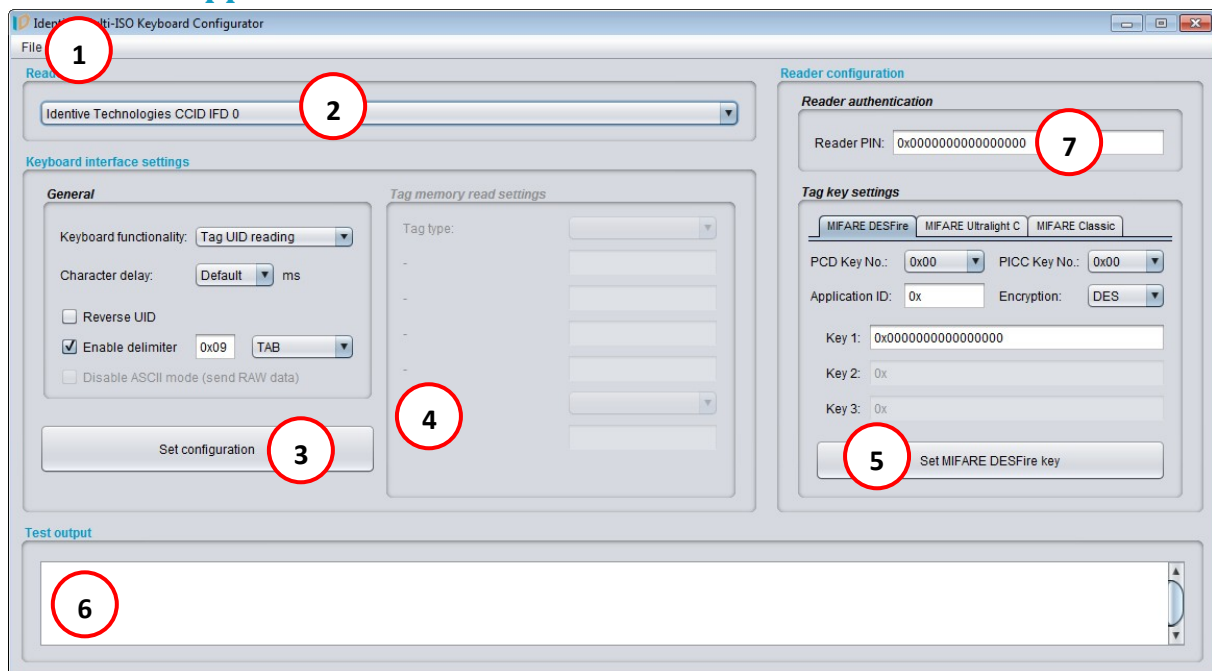 Identi lti-ISO Keyboard Configurator
File
1
Rea
2
Identive Technologies CCID IFD 0
Keyboard interface settings
General
Keyboard functionality: Tag UID reading
Character delay: Default ms
Reverse UID
Enable delimiter 0x09 TAB
Disable ASCII mode (send RAW data)
Set configuration
3
Tag memory read settings
Tag type:
-
-
-
-
4
Reader configuration
Reader authentication
Reader PIN: 0x0000000000000000
7
Tag key settings
MIFARE DESFire MIFARE Ultralight C MIFARE Classic
PCD Key No.: 0x00 PICC Key No.: 0x00
Application ID: 0x Encryption: DES
Key 1: 0x0000000000000000
Key 2: 0x
Key 3: 0x
5
Set MIFARE DESFire key
Test output
6